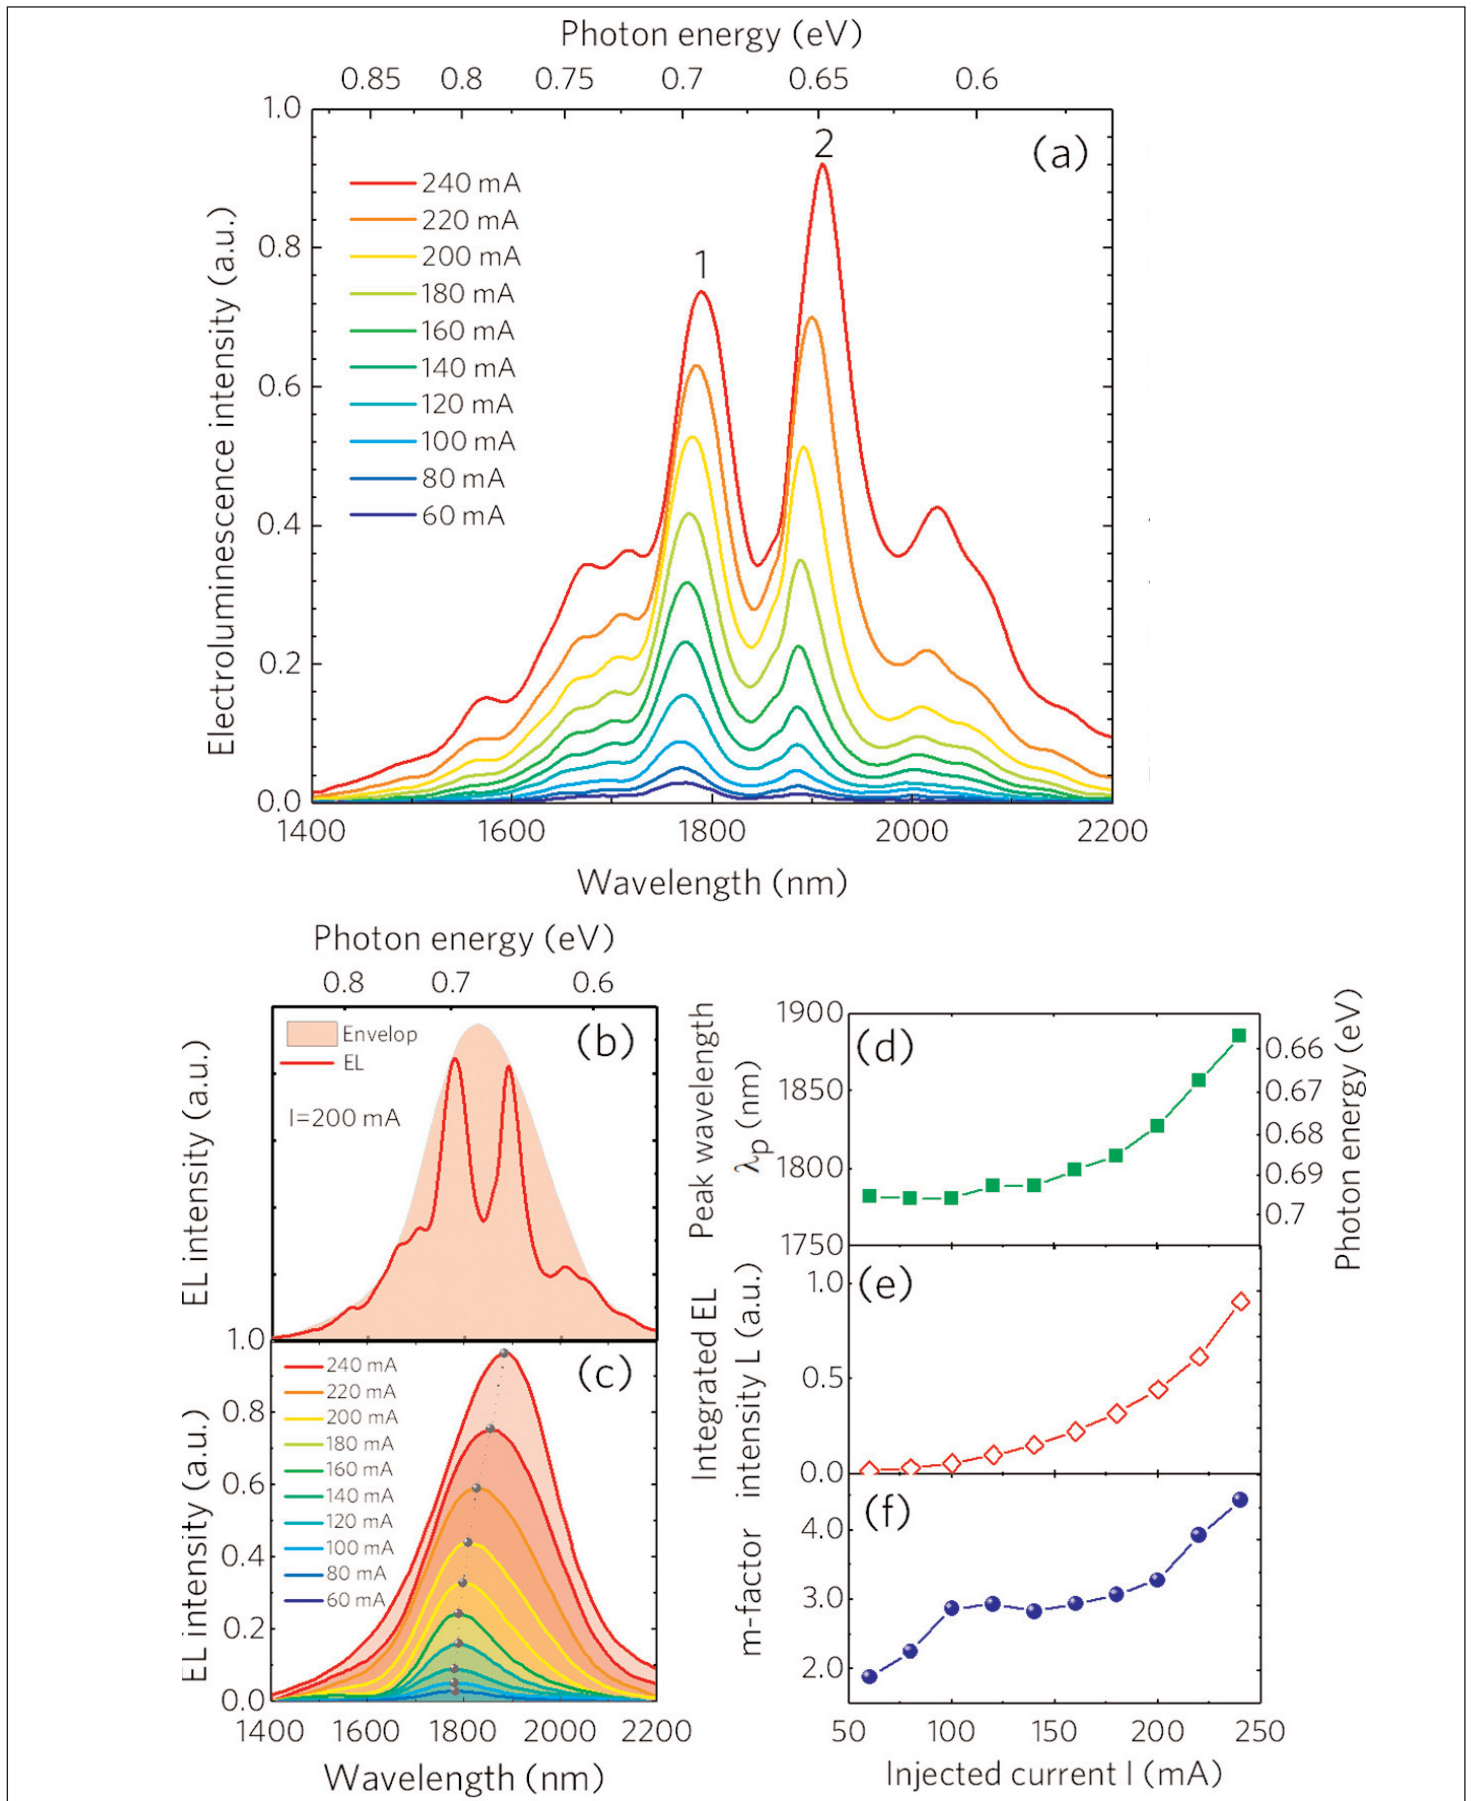 Photon energy (eV)
0.85 0.8 0.75 0.7 0.65 0.6
1.0
0.8
0.6
0.4
0.2
0.0
Electroluminescence intensity (a.u.)
(a)
1
2
240 mA
220 mA
200 mA
180 mA
160 mA
140 mA
120 mA
100 mA
80 mA
60 mA
1400 1600 1800 2000 2200
Wavelength (nm)
Photon energy (eV)
0.8 0.7 0.6
EL intensity (a.u.)
(b)
Envelop
EL
I=200 mA
1.0
0.8
0.6
0.4
0.2
0.0
EL intensity (a.u.)
(c)
240 mA
220 mA
200 mA
180 mA
160 mA
140 mA
120 mA
100 mA
80 mA
60 mA
1400 1600 1800 2000 2200
Wavelength (nm)
Peak wavelength
λp (nm)
1900
1850
1800
1750
(d)
0.66
0.67
0.68
0.69
0.7
Photon energy (eV)
Integrated EL
intensity L (a.u.)
1.0
0.5
0.0
(e)
m-factor
4.0
3.0
2.0
(f)
50 100 150 200 250
Injected current I (mA)